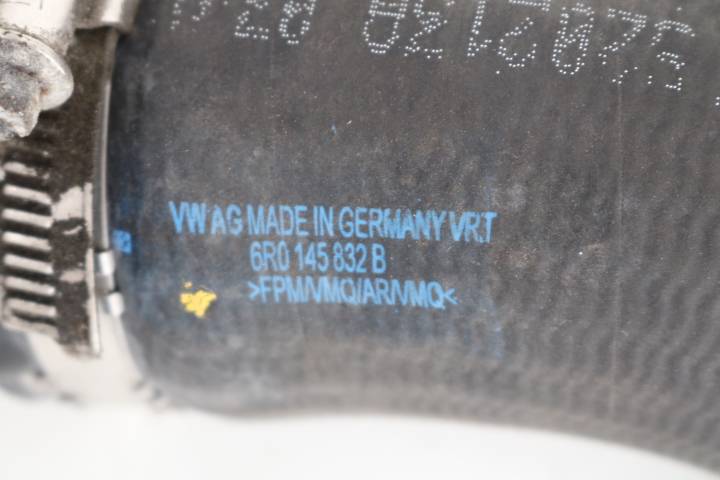 VW AG MADE IN GERMANY VR.T
6R0 145 832 B
>FPM/VMQ/AR/VMQ<